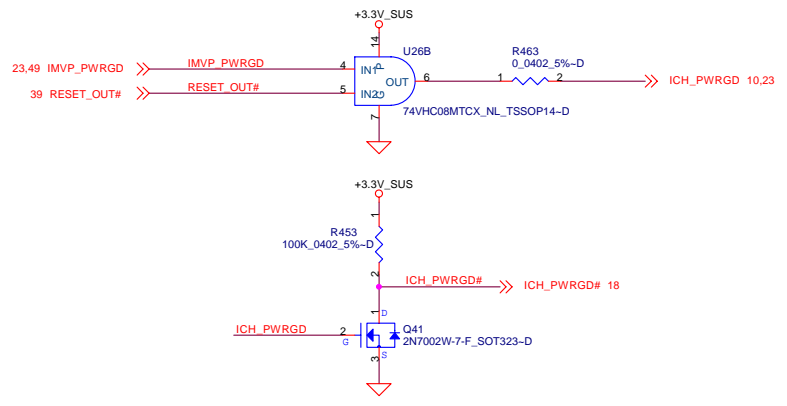 +3.3V_SUS
14
U26B
R463
0_0402_5%~D
23,49 IMVP_PWRGD
IMVP_PWRGD
4
IN1
P
OUT
6
1
2
ICH_PWRGD 10,23
39 RESET_OUT#
RESET_OUT#
5
IN2
G
74VHC08MTCX_NL_TSSOP14~D
7
+3.3V_SUS
1
R453
100K_0402_5%~D
2
ICH_PWRGD#
ICH_PWRGD# 18
1
D
ICH_PWRGD
2
G
Q41
2N7002W-7-F_SOT323~D
3
S